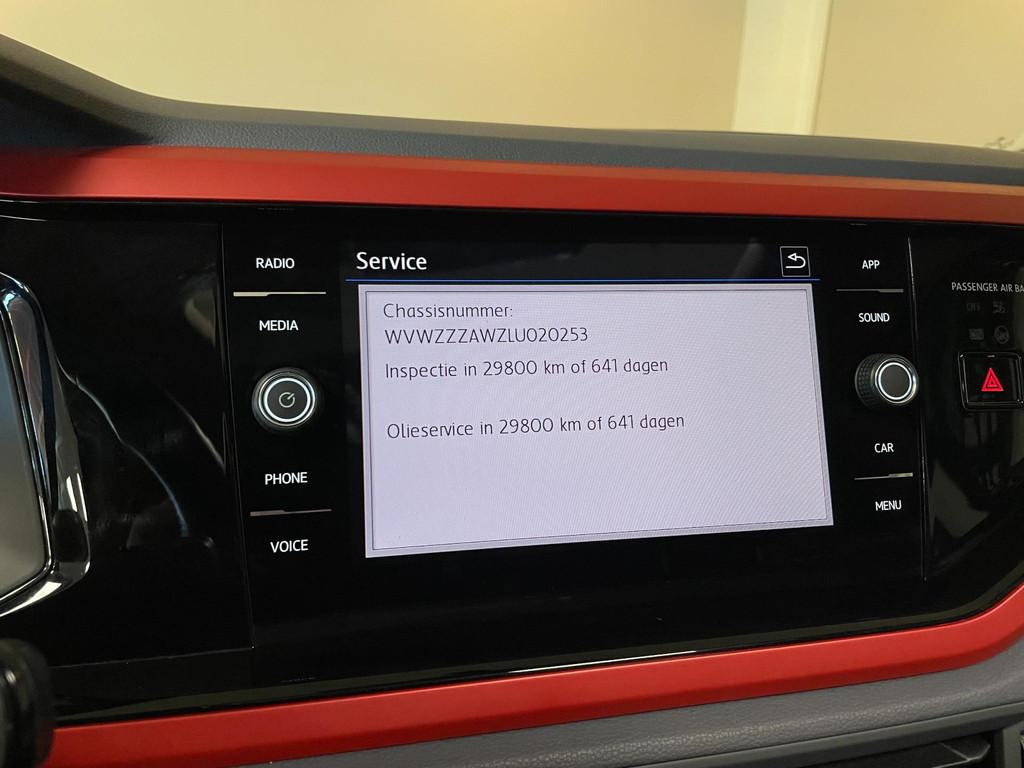 RADIO
MEDIA
PHONE
VOICE
Service
Chassisnummer:
WVWZZZAWZLU020253
Inspectie in 29800 km of 641 dagen
Olieservice in 29800 km of 641 dagen
APP
SOUND
CAR
MENU
PASSENGER AIR BA